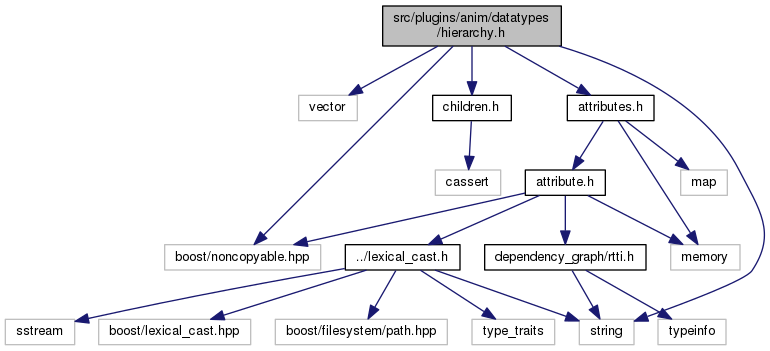 src/plugins/anim/datatypes
/hierarchy.h
vector
children.h
attributes.h
cassert
attribute.h
map
boost/noncopyable.hpp
../lexical_cast.h
dependency_graph/rtti.h
memory
sstream
boost/lexical_cast.hpp
boost/filesystem/path.hpp
type_traits
string
typeinfo